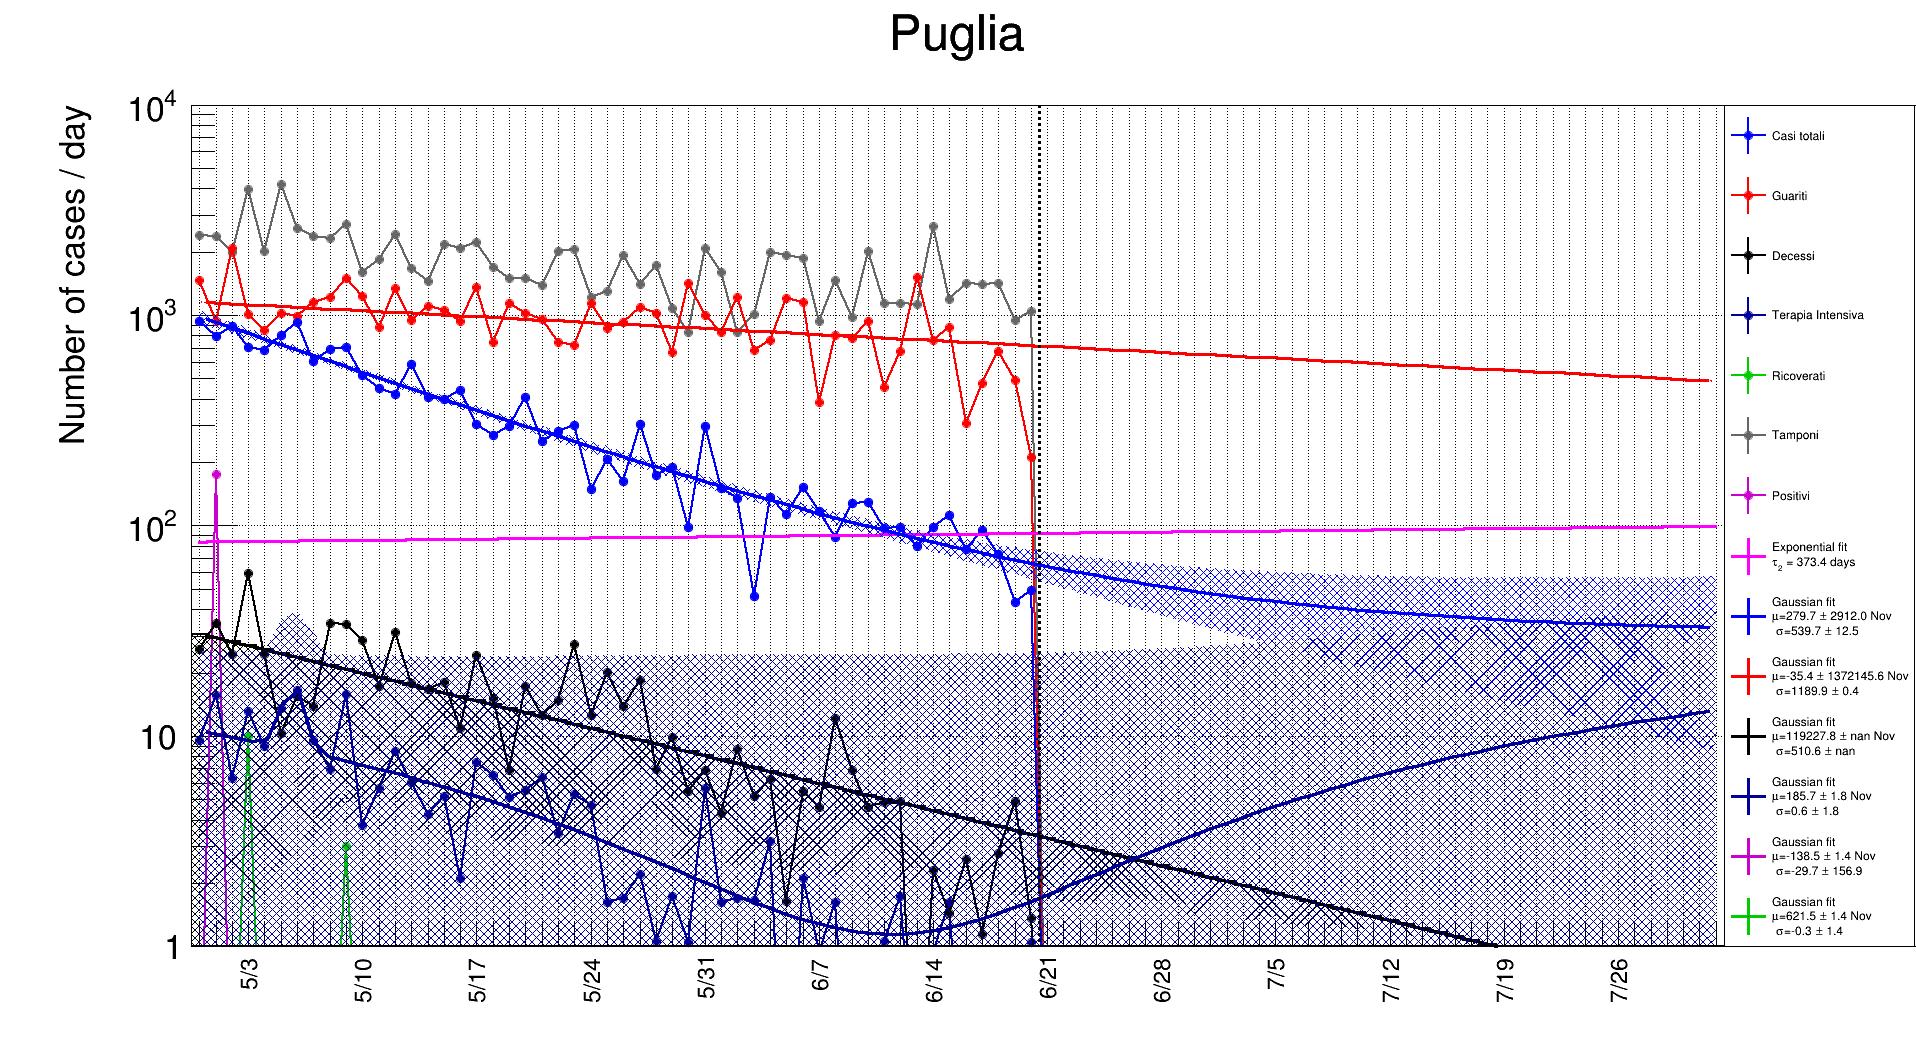 Puglia
Number of cases / day
10^4
10^3
10^2
10
1
5/3
5/10
5/17
5/24
5/31
6/7
6/14
6/21
6/28
7/5
7/12
7/19
7/26
Casi totali
Guariti
Decessi
Terapia Intensiva
Ricoverati
Tamponi
Positivi
Exponential fit
τ₂ = 373.4 days
Gaussian fit
μ=279.7 ± 2912.0 Nov
σ=539.7 ± 12.5
Gaussian fit
μ=-35.4 ± 1372145.6 Nov
σ=1189.9 ± 0.4
Gaussian fit
μ=119227.8 ± nan Nov
σ=510.6 ± nan
Gaussian fit
μ=185.7 ± 1.8 Nov
σ=0.6 ± 1.8
Gaussian fit
μ=-138.5 ± 1.4 Nov
σ=-29.7 ± 156.9
Gaussian fit
μ=621.5 ± 1.4 Nov
σ=-0.3 ± 1.4